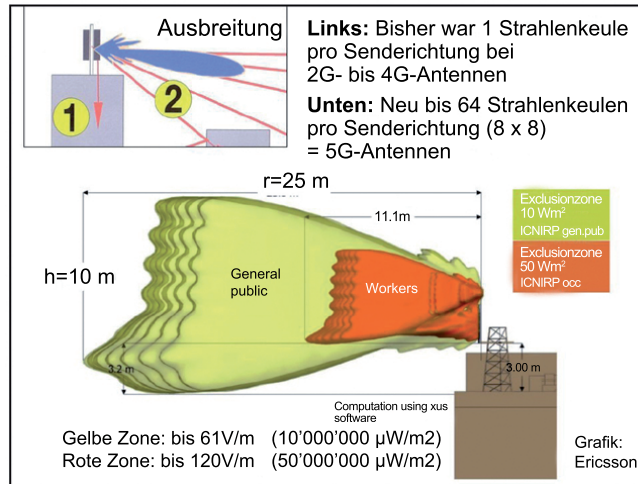 Ausbreitung
1
2
Links: Bisher war 1 Strahlenkeule
pro Senderichtung bei
2G- bis 4G-Antennen
Unten: Neu bis 64 Strahlenkeulen
pro Senderichtung (8 x 8)
= 5G-Antennen
r=25 m
11.1m
h=10 m
General
public
Workers
Exclusionzone
10 Wm²
ICNIRP gen.pub
Exclusionzone
50 Wm²
ICNIRP occ
3.2 m
3.00 m
Computation using xus
software
Gelbe Zone: bis 61V/m (10'000'000 µW/m2)
Rote Zone: bis 120V/m (50'000'000 µW/m2)
Grafik:
Ericsson